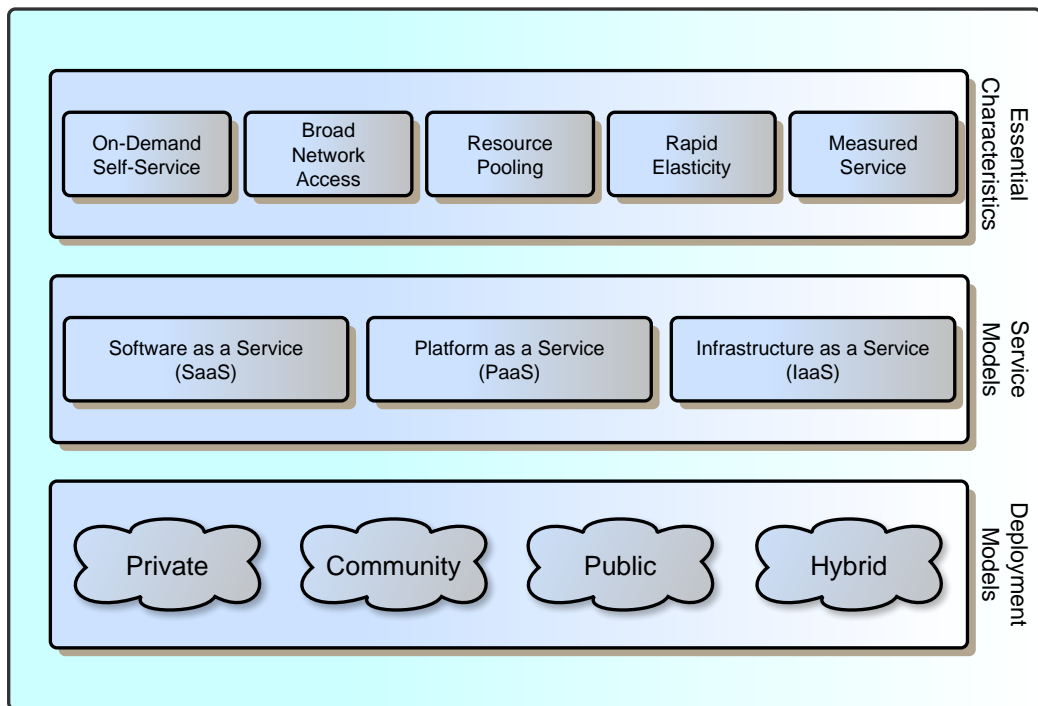 Essential
Characteristics
On-Demand
Self-Service
Broad
Network
Access
Resource
Pooling
Rapid
Elasticity
Measured
Service
Service
Models
Software as a Service
(SaaS)
Platform as a Service
(PaaS)
Infrastructure as a Service
(IaaS)
Deployment
Models
Private
Community
Public
Hybrid